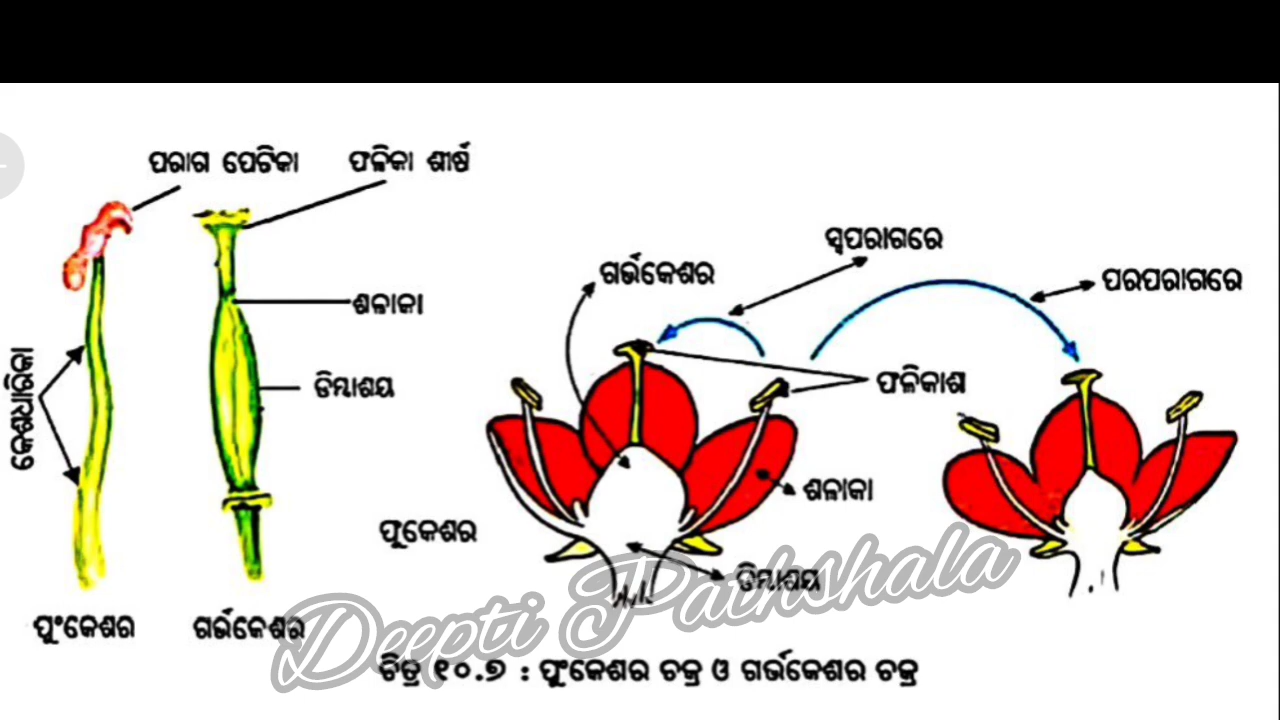 ପରାଗ ପେଟିକା
ଫଳିକା ଶୀର୍ଷ
ଶଳାକା
ଡିମ୍ବାଶୟ
କେଶଧାରିକା
ପୁଂକେଶର
ଗର୍ଭକେଶର
ଗର୍ଭକେଶର
ସ୍ୱପରାଗରେ
ପରପରାଗରେ
ଫଳିକାଶ
ଶଳାକା
ପୁଂକେଶର
ଡିମ୍ବାଶୟ
Deepti Pathshala
ଚିତ୍ର ୧୦.୭ : ପୁଂକେଶର ଚକ୍ର ଓ ଗର୍ଭକେଶର ଚକ୍ର